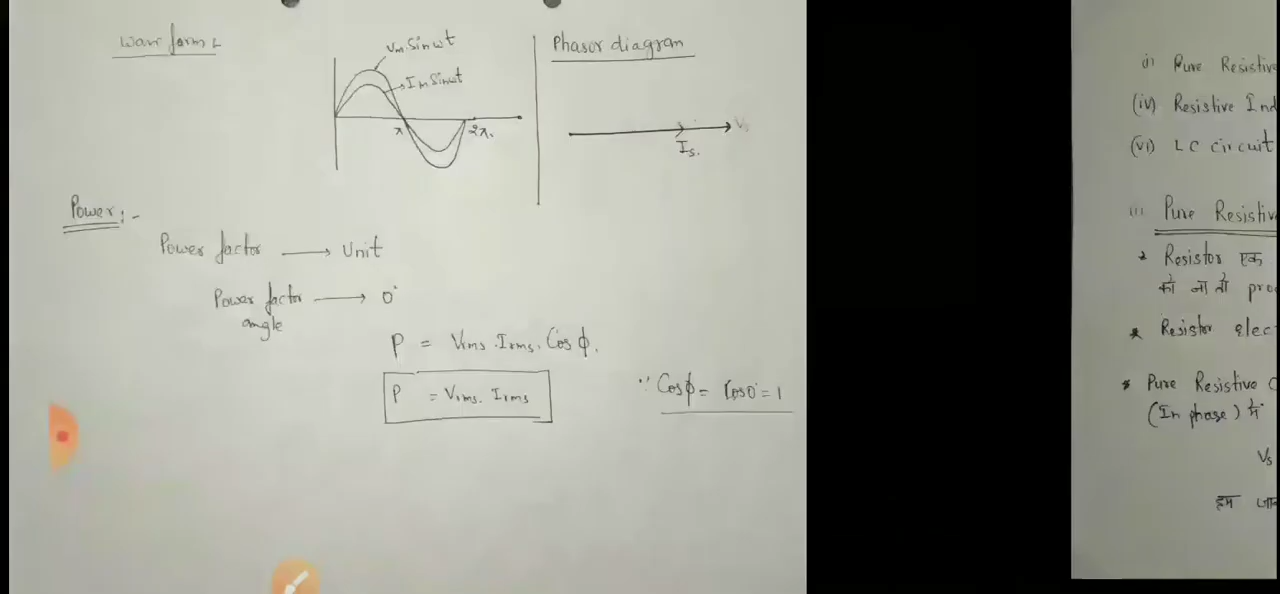 Wave form
Vm. Sinωt
Im Sinωt
π
2π.
Phasor diagram
Vs
Is.
Power :-
Power factor → Unit
Power factor → 0°
angle
P = Vrms . Irms . Cosϕ.
P = Vrms. Irms
∵ Cosϕ = Cos0° = 1
(i) Pure Resistive
(iv) Resistive Ind
(vi) LC circuit
(i) Pure Resistiv
* Resistor एक
को जा तो pro
* Resistor elec
* Pure Resistive C
(In phase) में
Vs
हम जान